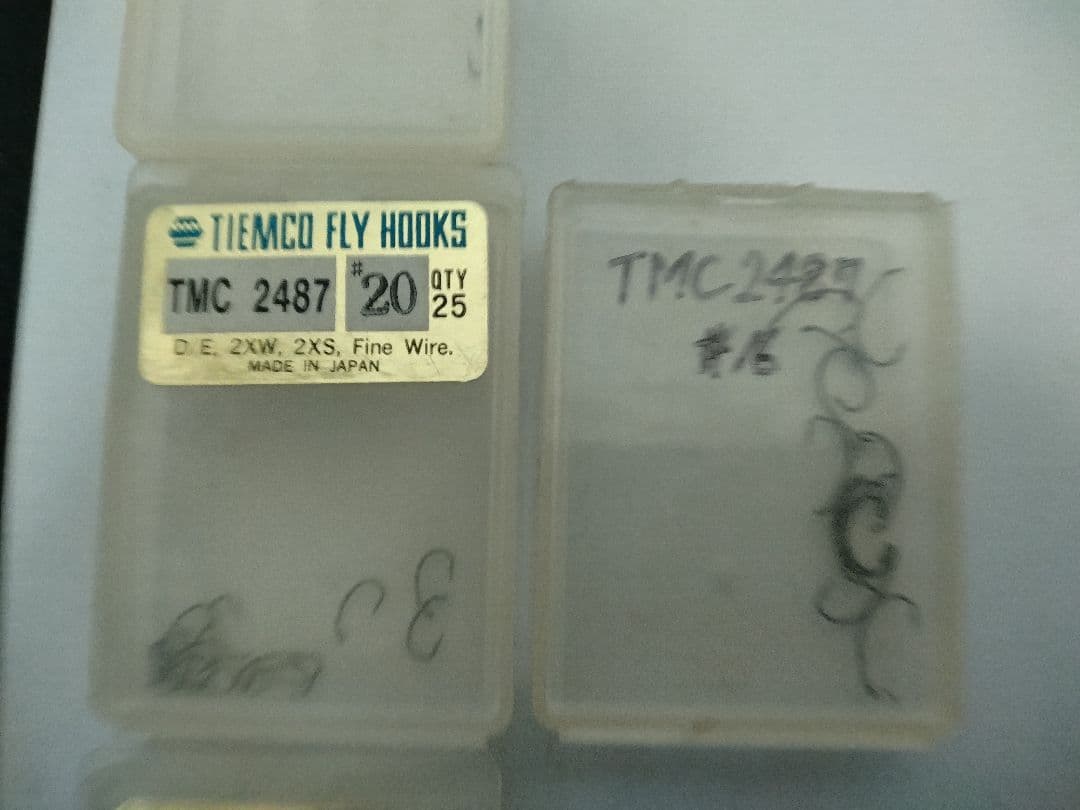 TIEMCO FLY HOOKS
TMC 2487 #20 QTY 25
D.E, 2XW, 2XS, Fine Wire.
MADE IN JAPAN
TMC 2487
#16